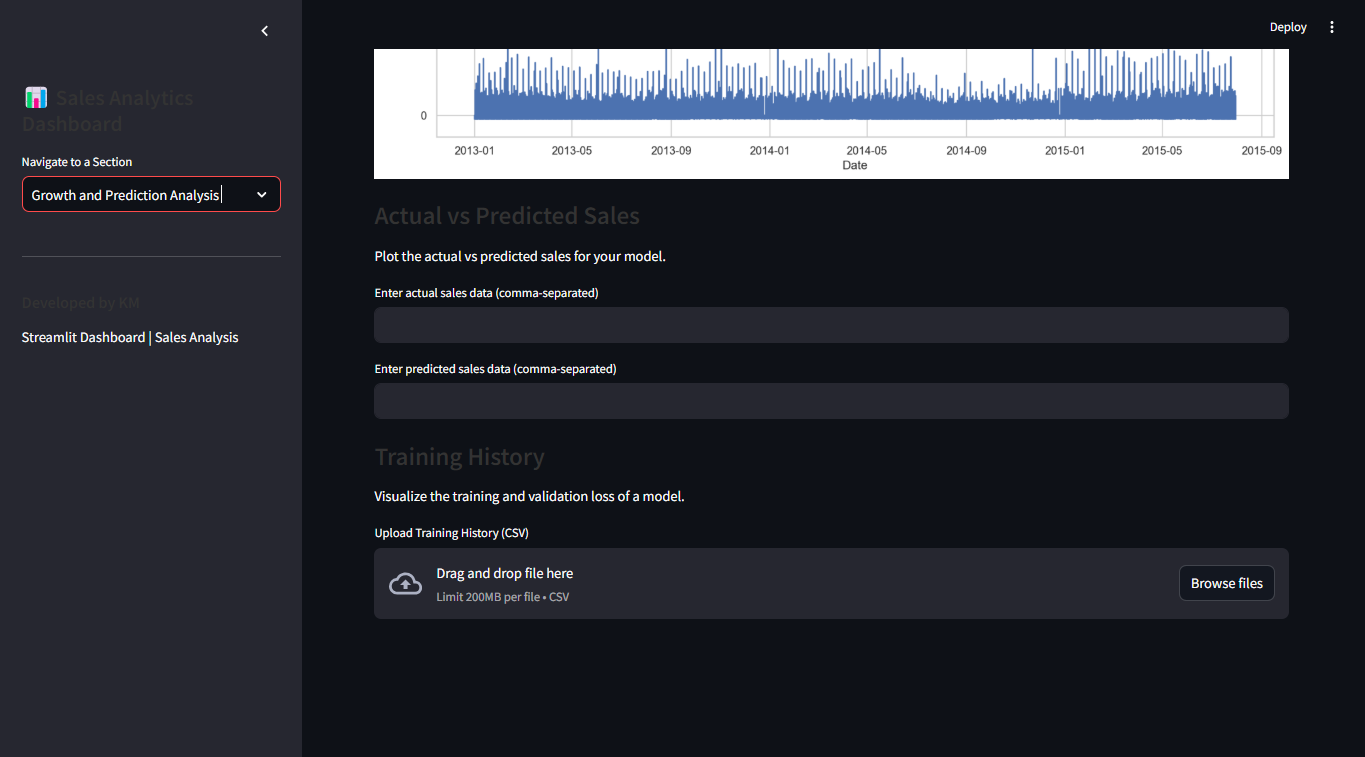 Deploy
📊 Sales Analytics
Dashboard
Navigate to a Section
Growth and Prediction Analysis
Developed by KM
Streamlit Dashboard | Sales Analysis
0
2013-01 2013-05 2013-09 2014-01 2014-05 2014-09 2015-01 2015-05 2015-09
Date
Actual vs Predicted Sales
Plot the actual vs predicted sales for your model.
Enter actual sales data (comma-separated)
Enter predicted sales data (comma-separated)
Training History
Visualize the training and validation loss of a model.
Upload Training History (CSV)
Drag and drop file here
Limit 200MB per file • CSV
Browse files